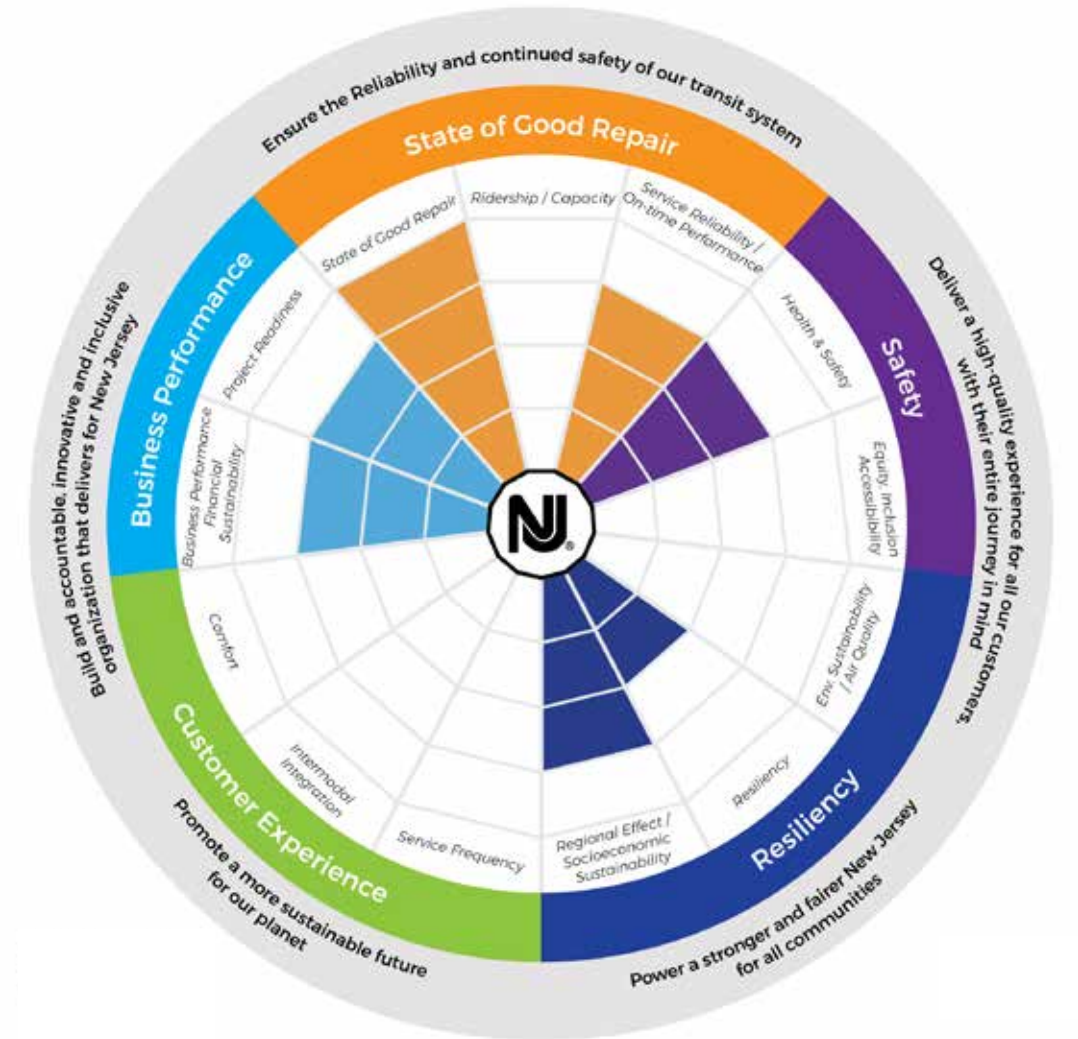 Ensure the Reliability and continued safety of our transit system
State of Good Repair
State of Good Repair
Ridership / Capacity
Service Reliability /
On-time Performance
Safety
Health & Safety
Equity, Inclusion
Accessibibility
Deliver a high-quality experience for all our customers,
with their entire journey in mind
Resiliency
Env. Sustainability
/ Air Quality
Resiliency
Regional Effect /
Socioeconomic
Sustainability
Power a stronger and fairer New Jersey
for all communities
Customer Experience
Service Frequency
Intermodal
Integration
Comfort
Promote a more sustainable future
for our planet
Business Performance
Business Performance
Financial
Sustainability
Project Readiness
Build and accountable, innovative and inclusive
organization that delivers for New Jersey
NJ
®